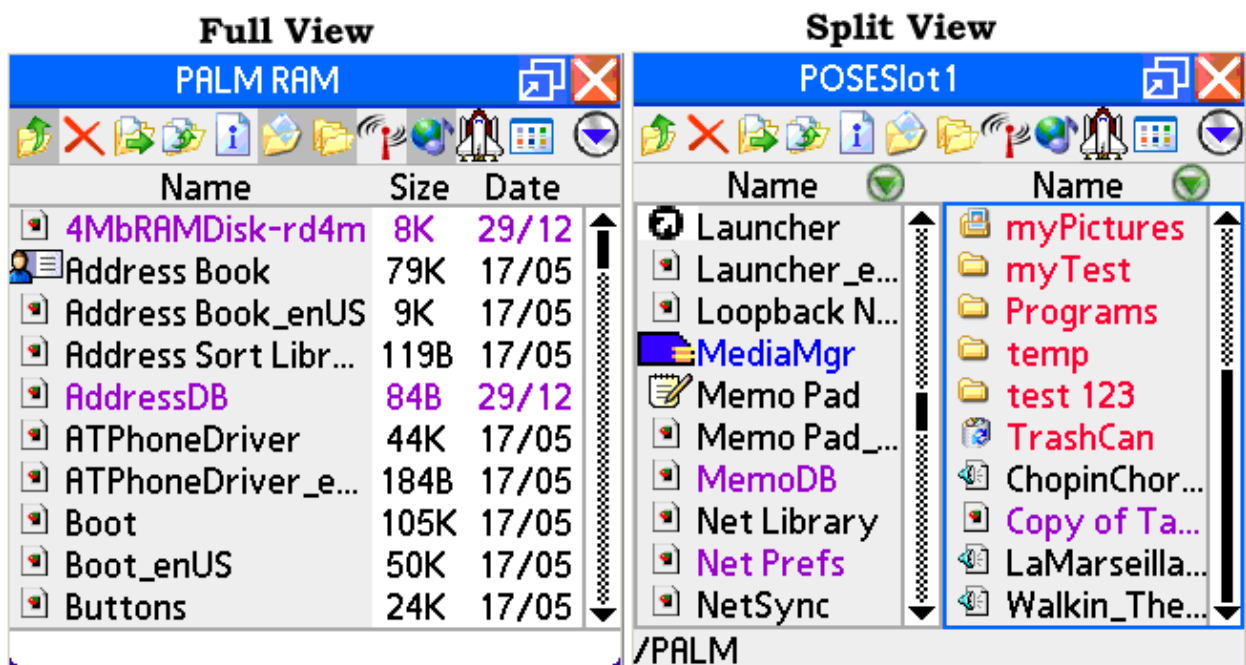 Full View
PALM RAM
Name Size Date
4MbRAMDisk-rd4m 8K 29/12
Address Book 79K 17/05
Address Book_enUS 9K 17/05
Address Sort Libr... 119B 17/05
AddressDB 84B 29/12
ATPhoneDriver 44K 17/05
ATPhoneDriver_e... 184B 17/05
Boot 105K 17/05
Boot_enUS 50K 17/05
Buttons 24K 17/05
Split View
POSESlot1
Name
Launcher
Launcher_e...
Loopback N...
MediaMgr
Memo Pad
Memo Pad_...
MemoDB
Net Library
Net Prefs
NetSync
Name
myPictures
myTest
Programs
temp
test 123
TrashCan
ChopinChor...
Copy of Ta...
LaMarseilla...
Walkin_The...
/PALM